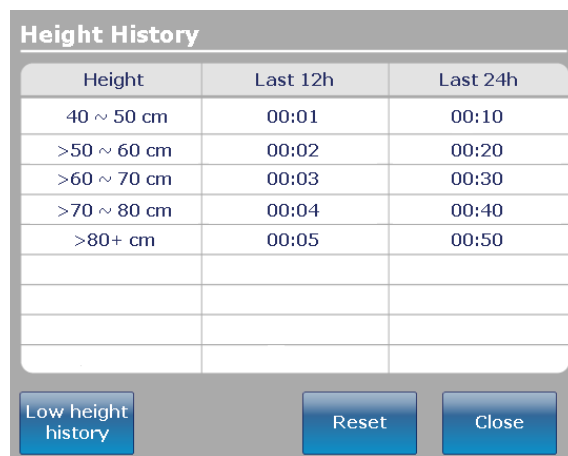 Height History
Height Last 12h Last 24h
40 ~ 50 cm 00:01 00:10
>50 ~ 60 cm 00:02 00:20
>60 ~ 70 cm 00:03 00:30
>70 ~ 80 cm 00:04 00:40
>80+ cm 00:05 00:50
Low height
history
Reset
Close